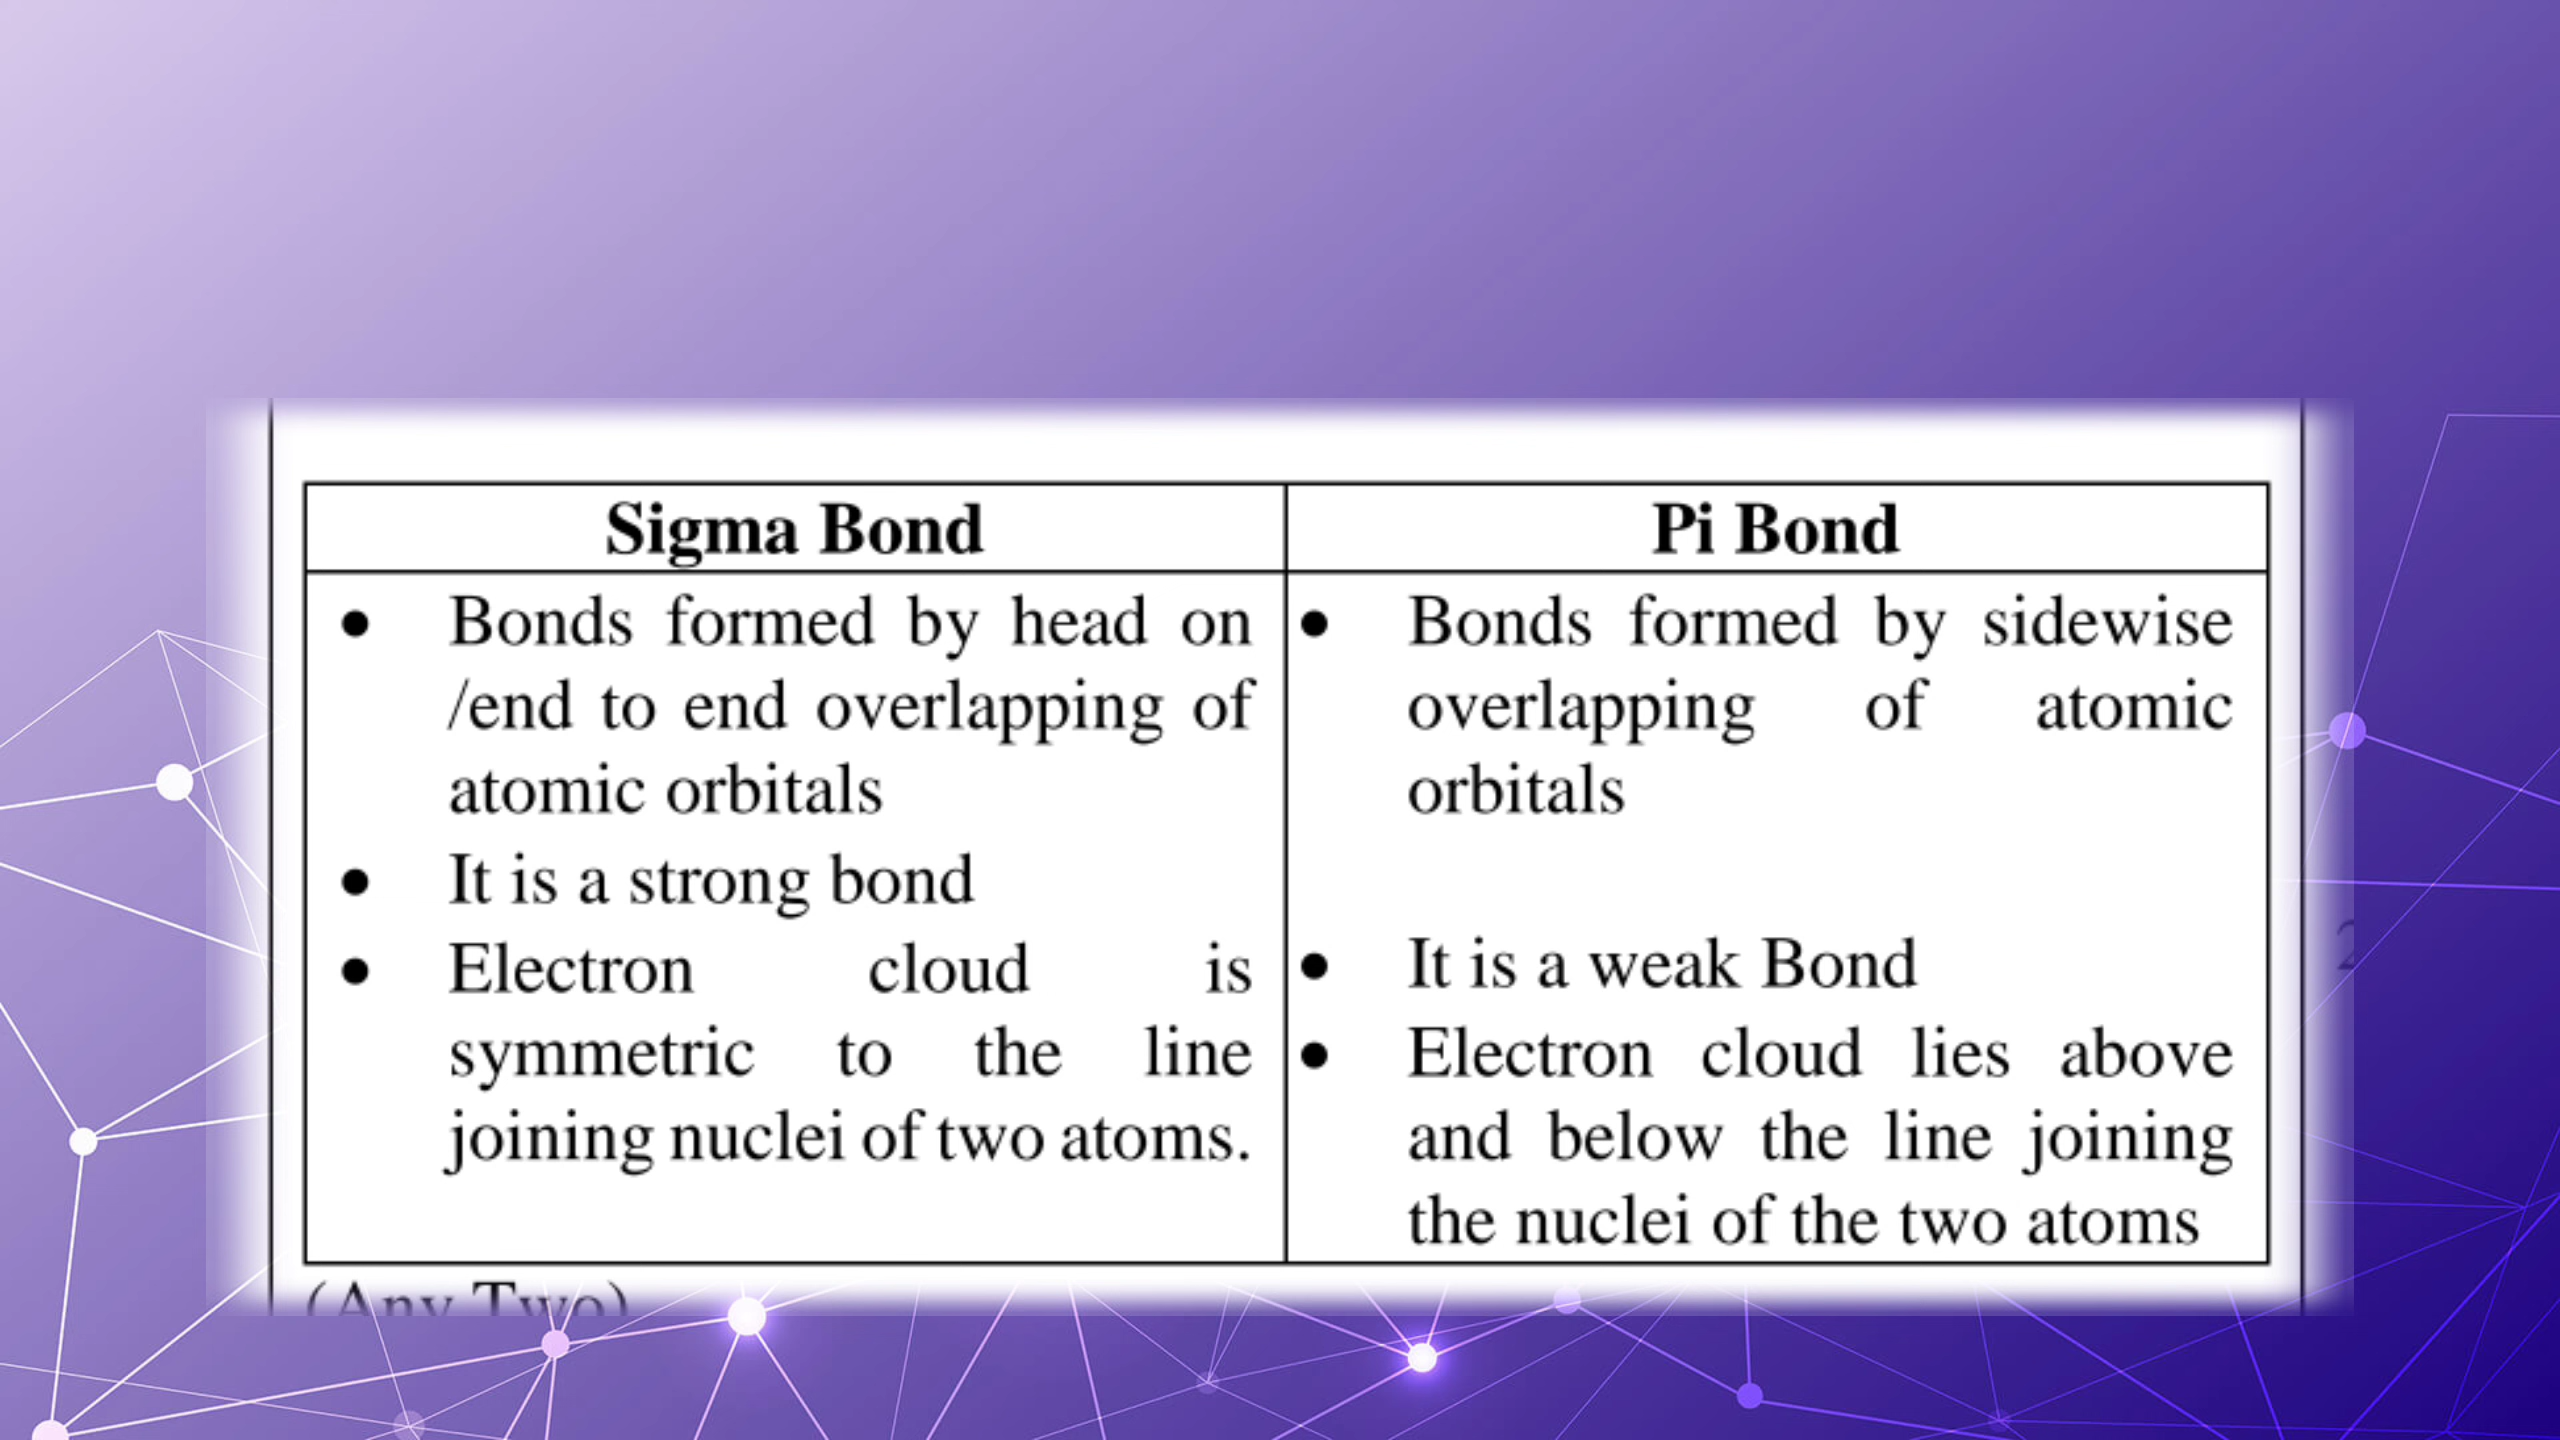 Sigma Bond
Pi Bond
● Bonds formed by head on
/end to end overlapping of
atomic orbitals
● It is a strong bond
● Electron cloud is
symmetric to the line
joining nuclei of two atoms.
● Bonds formed by sidewise
overlapping of atomic
orbitals
● It is a weak Bond
● Electron cloud lies above
and below the line joining
the nuclei of the two atoms
(Any Two)
2